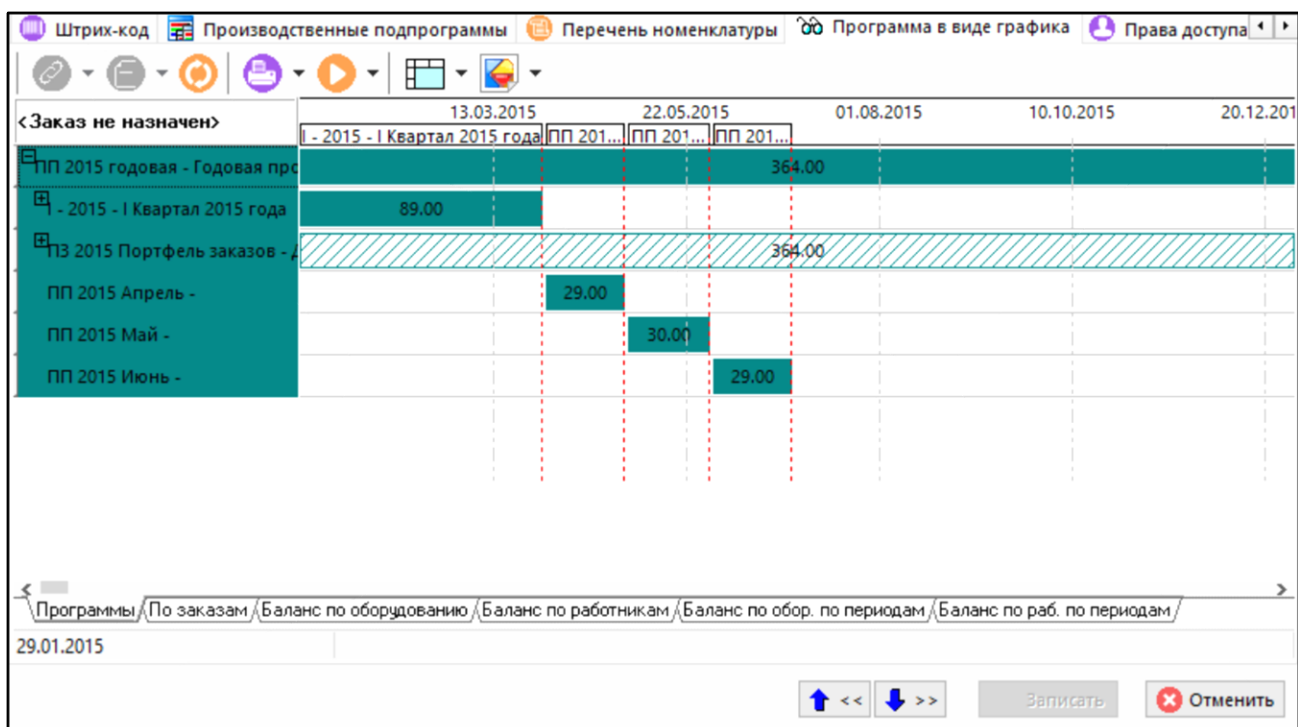 Штрих-код Производственные подпрограммы Перечень номенклатуры Программа в виде графика Права доступа
<Заказ не назначен> 13.03.2015 22.05.2015 01.08.2015 10.10.2015 20.12.201
I - 2015 - I Квартал 2015 года ПП 201... ПП 201... ПП 201...
ПП 2015 годовая - Годовая про 364.00
I - 2015 - I Квартал 2015 года 89.00
ПЗ 2015 Портфель заказов - Д 364.00
ПП 2015 Апрель - 29.00
ПП 2015 Май - 30.00
ПП 2015 Июнь - 29.00
Программы По заказам Баланс по оборудованию Баланс по работникам Баланс по обор. по периодам Баланс по раб. по периодам
29.01.2015
<< >> Записать Отменить